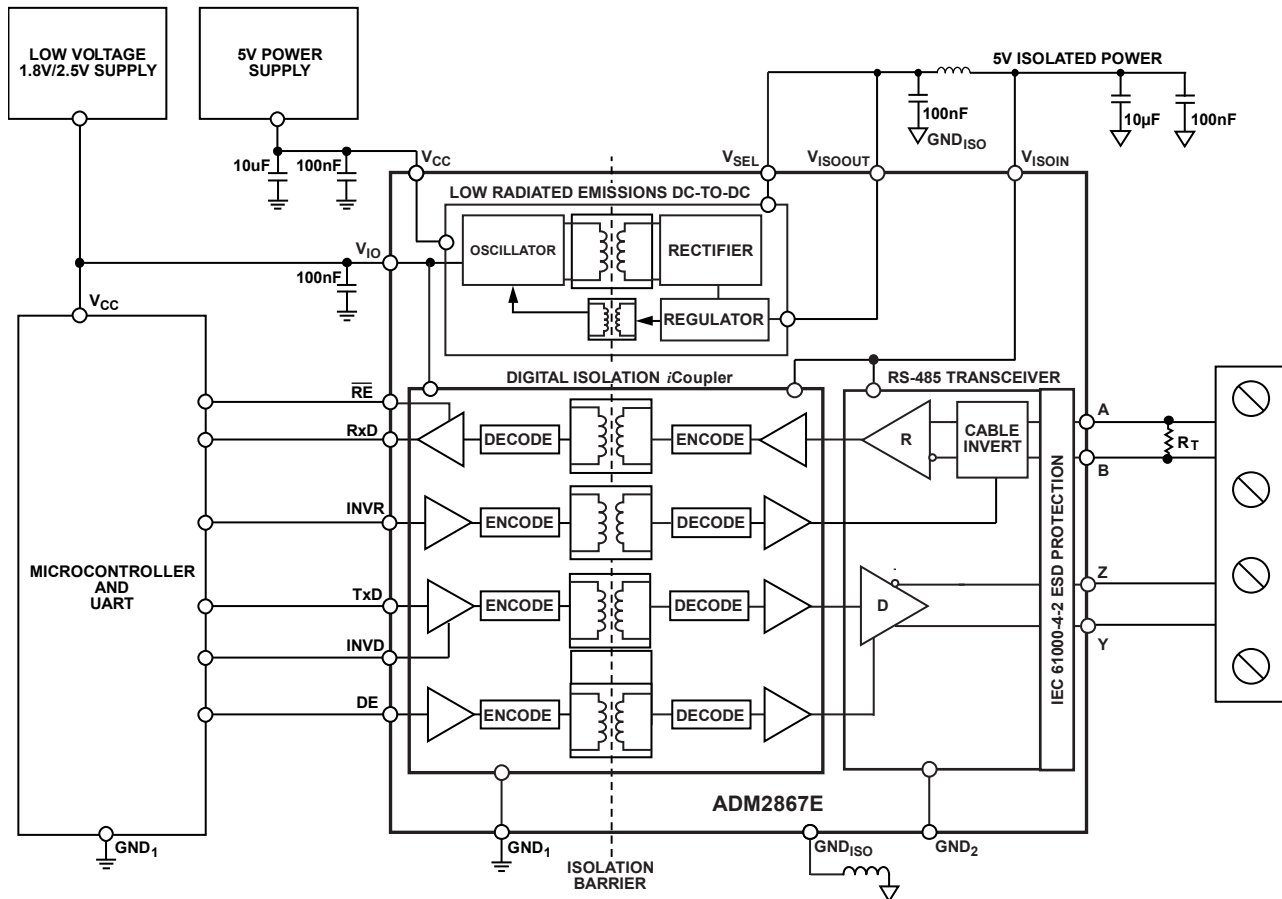 LOW VOLTAGE
1.8V/2.5V SUPPLY
5V POWER
SUPPLY
5V ISOLATED POWER
100nF
10µF
100nF
GNDISO
10uF
100nF
VCC
VSEL
VISOOUT
VISOIN
LOW RADIATED EMISSIONS DC-TO-DC
OSCILLATOR
RECTIFIER
REGULATOR
VIO
100nF
VCC
DIGITAL ISOLATION iCoupler
RS-485 TRANSCEIVER
RE
RxD
DECODE
ENCODE
R
CABLE
INVERT
A
RT
B
INVR
ENCODE
DECODE
MICROCONTROLLER
AND
UART
TxD
ENCODE
DECODE
D
Z
Y
INVD
DE
ENCODE
DECODE
IEC 61000-4-2 ESD PROTECTION
ADM2867E
GND1
GND1
ISOLATION
BARRIER
GNDISO
GND2